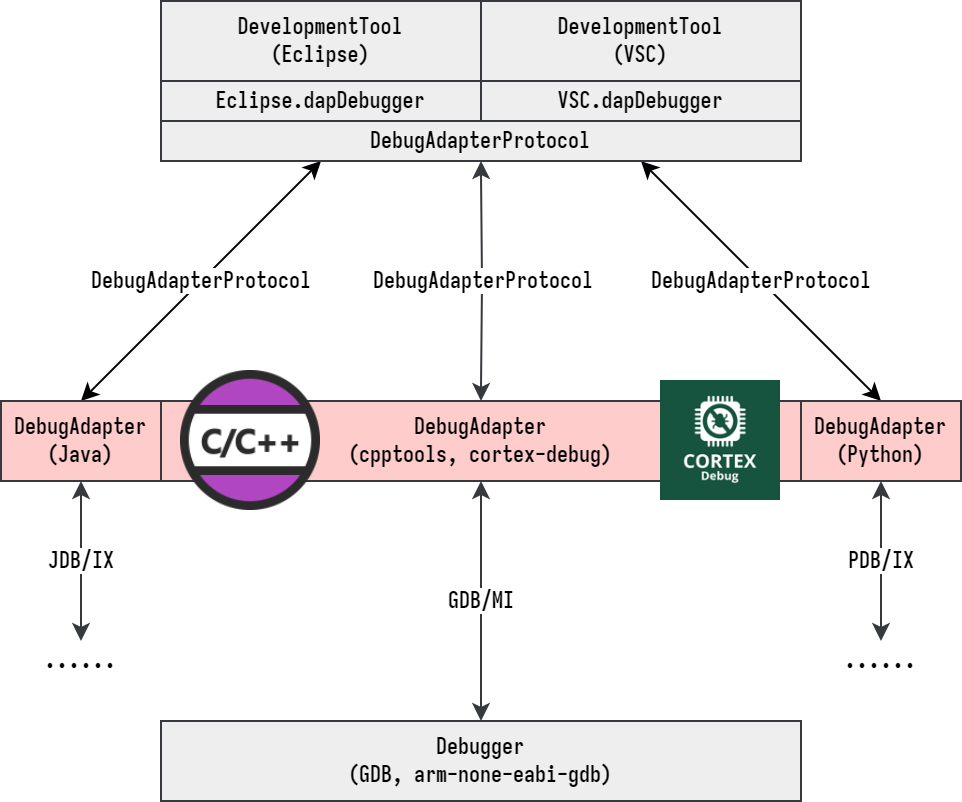 DevelopmentTool
(Eclipse)
DevelopmentTool
(VSC)
Eclipse.dapDebugger
VSC.dapDebugger
DebugAdapterProtocol
DebugAdapterProtocol
DebugAdapterProtocol
DebugAdapterProtocol
DebugAdapter
(Java)
C/C++
DebugAdapter
(cpptools, cortex-debug)
CORTEX
Debug
DebugAdapter
(Python)
JDB/IX
GDB/MI
PDB/IX
......
......
Debugger
(GDB, arm-none-eabi-gdb)